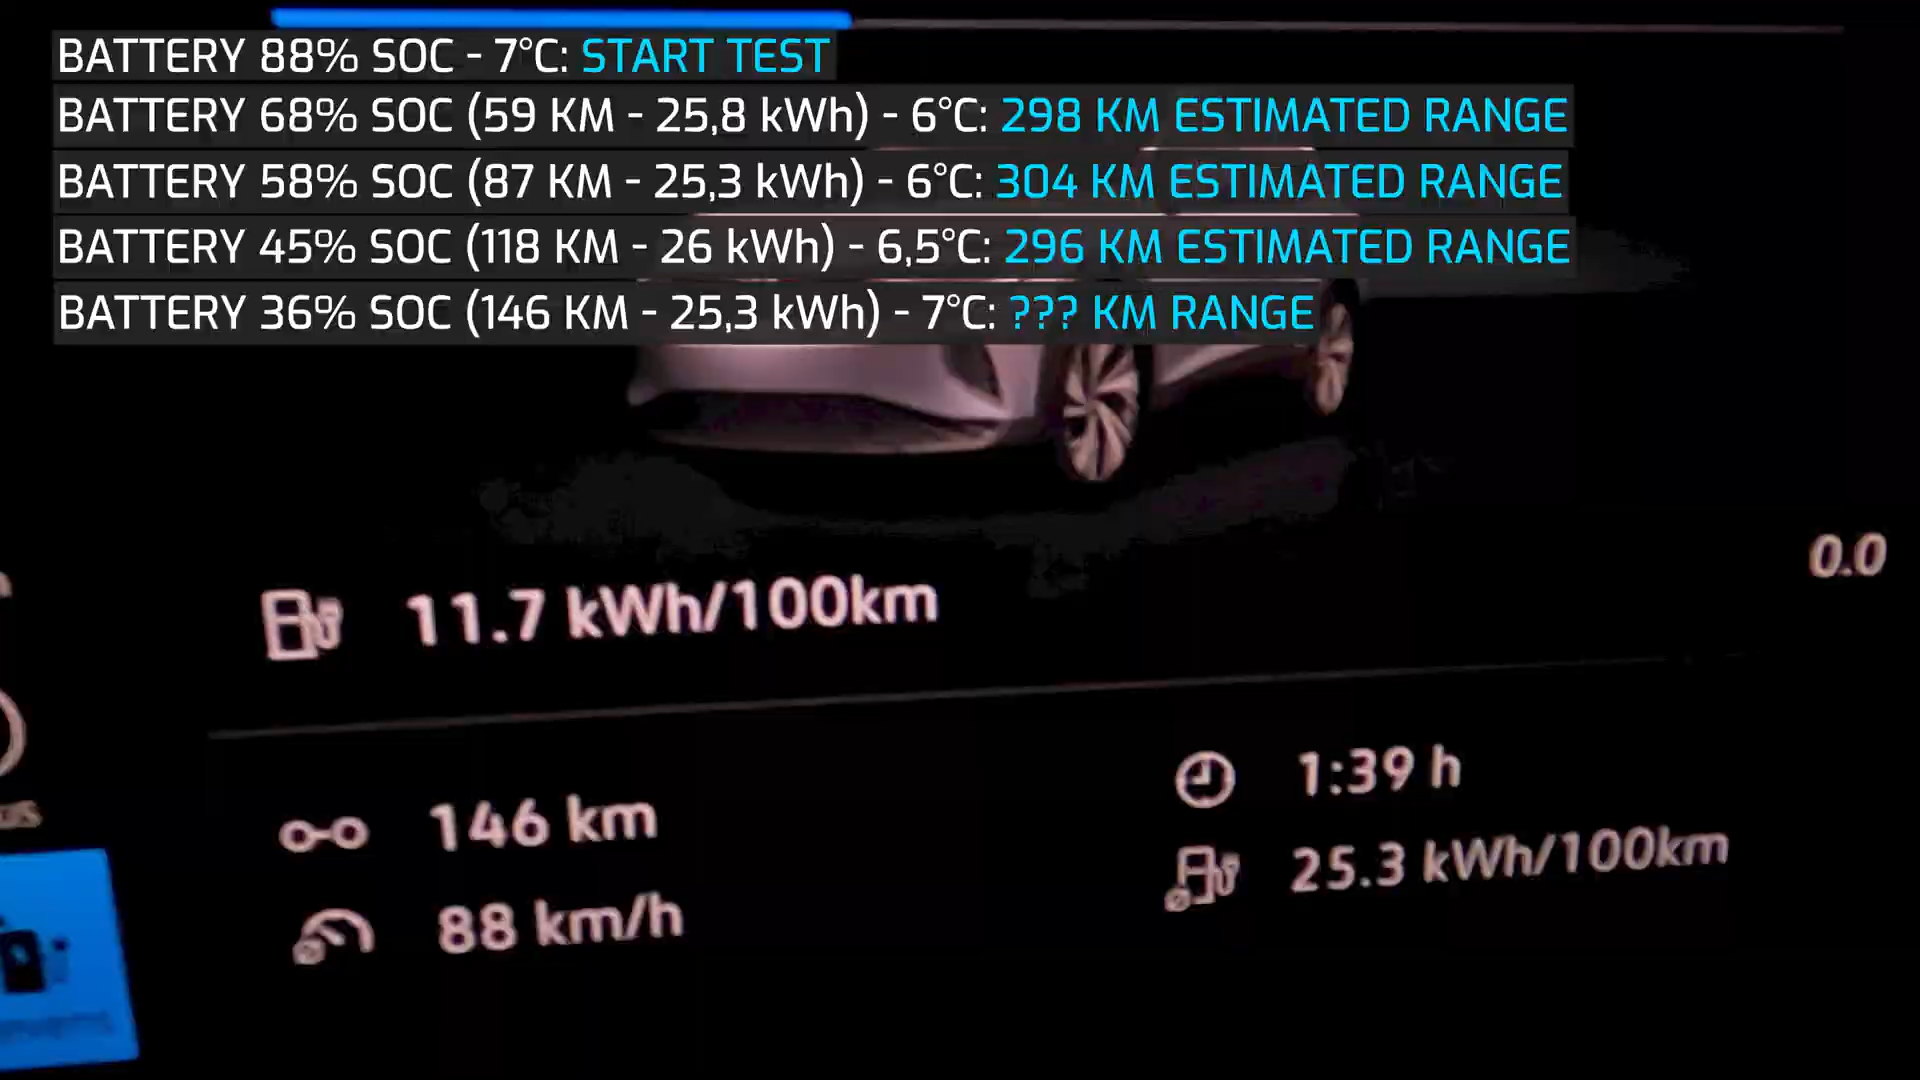 BATTERY 88% SOC - 7°C: START TEST
BATTERY 68% SOC (59 KM - 25,8 kWh) - 6°C: 298 KM ESTIMATED RANGE
BATTERY 58% SOC (87 KM - 25,3 kWh) - 6°C: 304 KM ESTIMATED RANGE
BATTERY 45% SOC (118 KM - 26 kWh) - 6,5°C: 296 KM ESTIMATED RANGE
BATTERY 36% SOC (146 KM - 25,3 kWh) - 7°C: ??? KM RANGE
0.0
11.7 kWh/100km
1:39 h
146 km
25.3 kWh/100km
88 km/h